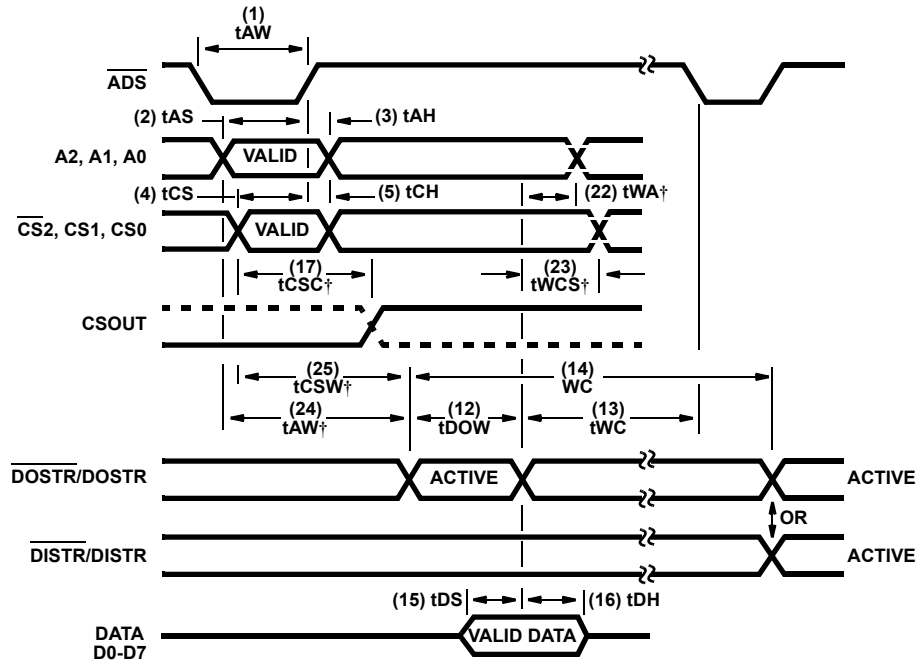 (1)
tAW
ADS
(2) tAS
(3) tAH
A2, A1, A0
VALID
(4) tCS
(5) tCH
(22) tWA†
CS2, CS1, CS0
VALID
(17)
tCSC†
(23)
tWCS†
CSOUT
(25)
tCSW†
(14)
WC
(24)
tAW†
(12)
tDOW
(13)
tWC
DOSTR/DOSTR
ACTIVE
ACTIVE
OR
DISTR/DISTR
ACTIVE
(15) tDS
(16) tDH
DATA
D0-D7
VALID DATA